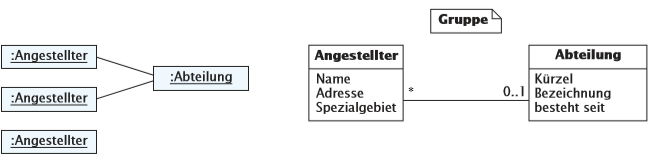 :Angestellter
:Angestellter
:Angestellter
:Abteilung
Gruppe
Angestellter
Name
Adresse
Spezialgebiet
*
0..1
Abteilung
Kürzel
Bezeichnung
besteht seit